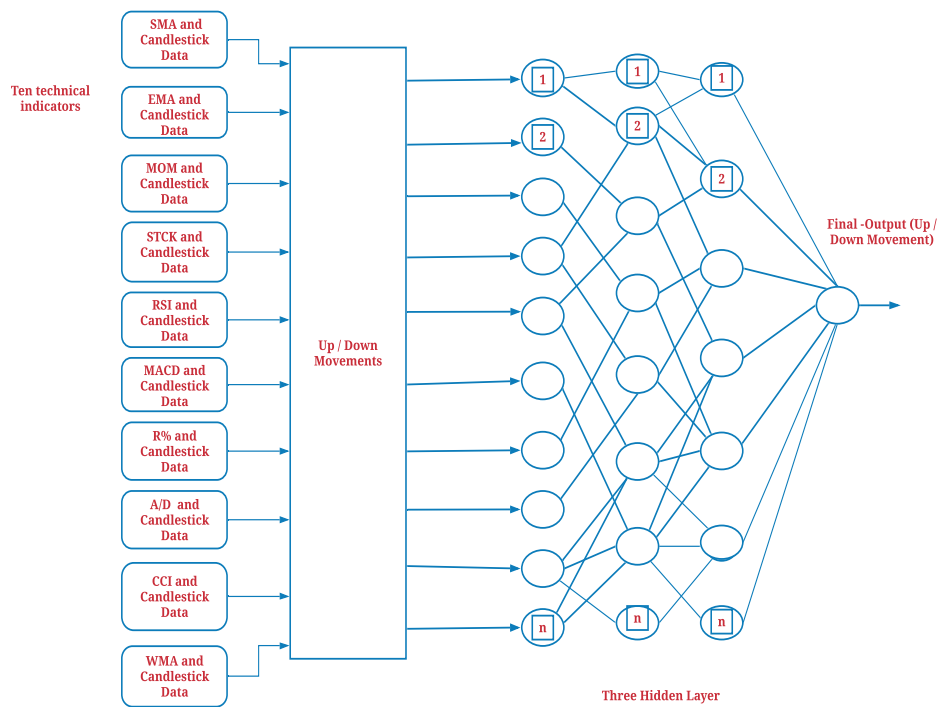 Ten technical
indicators
SMA and
Candlestick
Data
EMA and
Candlestick
Data
MOM and
Candlestick
Data
STCK and
Candlestick
Data
RSI and
Candlestick
Data
MACD and
Candlestick
Data
R% and
Candlestick
Data
A/D and
Candlestick
Data
CCI and
Candlestick
Data
WMA and
Candlestick
Data
Up / Down
Movements
1
2
n
1
2
n
1
2
n
Final -Output (Up /
Down Movement)
Three Hidden Layer